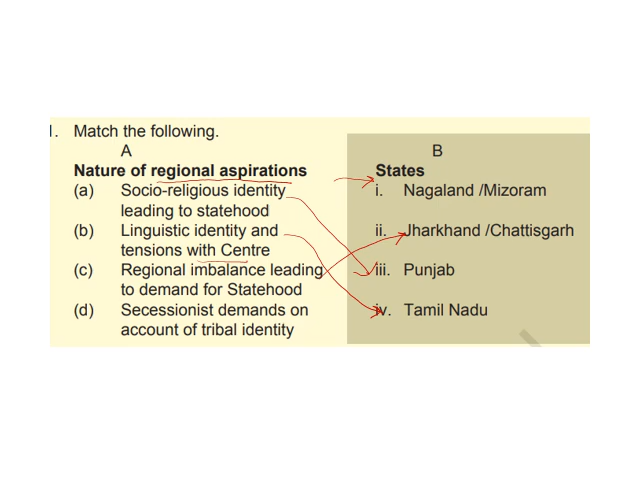 1. Match the following.
A B
Nature of regional aspirations States
(a) Socio-religious identity i. Nagaland /Mizoram
leading to statehood
(b) Linguistic identity and ii. Jharkhand /Chattisgarh
tensions with Centre
(c) Regional imbalance leading iii. Punjab
to demand for Statehood
(d) Secessionist demands on iv. Tamil Nadu
account of tribal identity